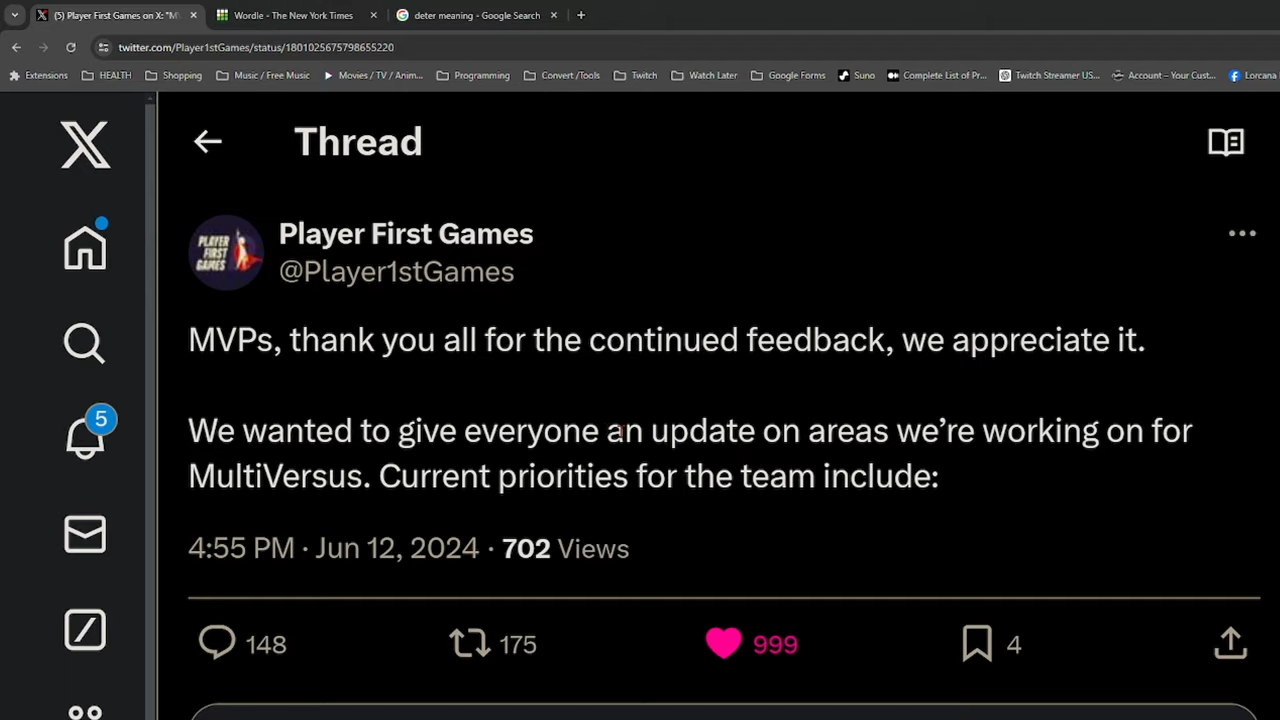 (5) Player First Games on X: "M
Wordle - The New York Times
deter meaning - Google Search
twitter.com/Player1stGames/status/1801025675798655220
Extensions
HEALTH
Shopping
Music / Free Music
Movies / TV / Anim...
Programming
Convert /Tools
Twitch
Watch Later
Google Forms
Suno
Complete List of Pr...
Twitch Streamer US...
Account – Your Cust...
Lorcana
Thread
PLAYER
FIRST
GAMES
Player First Games
@Player1stGames
MVPs, thank you all for the continued feedback, we appreciate it.
We wanted to give everyone an update on areas we’re working on for
MultiVersus. Current priorities for the team include:
4:55 PM · Jun 12, 2024 · 702 Views
148 175 999 4
5